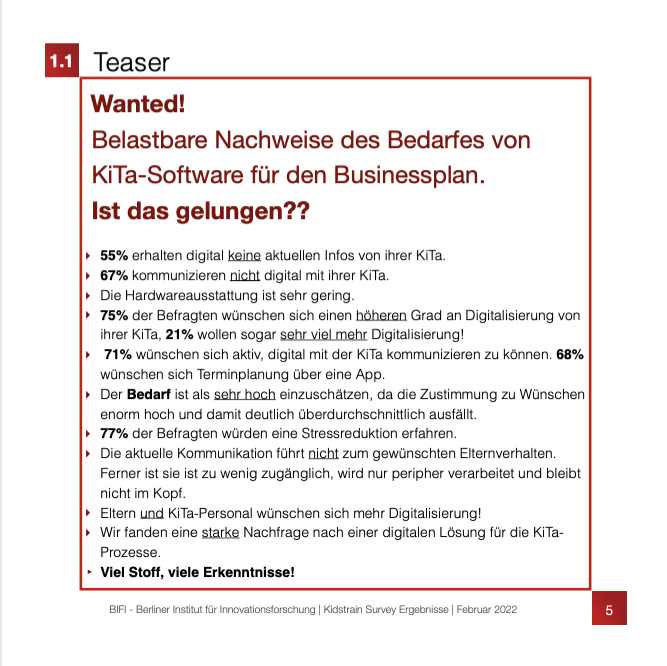 1.1 Teaser
Wanted!
Belastbare Nachweise des Bedarfes von
KiTa-Software für den Businessplan.
Ist das gelungen??
55% erhalten digital keine aktuellen Infos von ihrer KiTa.
67% kommunizieren nicht digital mit ihrer KiTa.
Die Hardwareausstattung ist sehr gering.
75% der Befragten wünschen sich einen höheren Grad an Digitalisierung von
ihrer KiTa, 21% wollen sogar sehr viel mehr Digitalisierung!
71% wünschen sich aktiv, digital mit der KiTa kommunizieren zu können. 68%
wünschen sich Terminplanung über eine App.
Der Bedarf ist als sehr hoch einzuschätzen, da die Zustimmung zu Wünschen
enorm hoch und damit deutlich überdurchschnittlich ausfällt.
77% der Befragten würden eine Stressreduktion erfahren.
Die aktuelle Kommunikation führt nicht zum gewünschten Elternverhalten.
Ferner ist sie ist zu wenig zugänglich, wird nur peripher verarbeitet und bleibt
nicht im Kopf.
Eltern und KiTa-Personal wünschen sich mehr Digitalisierung!
Wir fanden eine starke Nachfrage nach einer digitalen Lösung für die KiTa-
Prozesse.
Viel Stoff, viele Erkenntnisse!
BIFI - Berliner Institut für Innovationsforschung | Kidstrain Survey Ergebnisse | Februar 2022
5